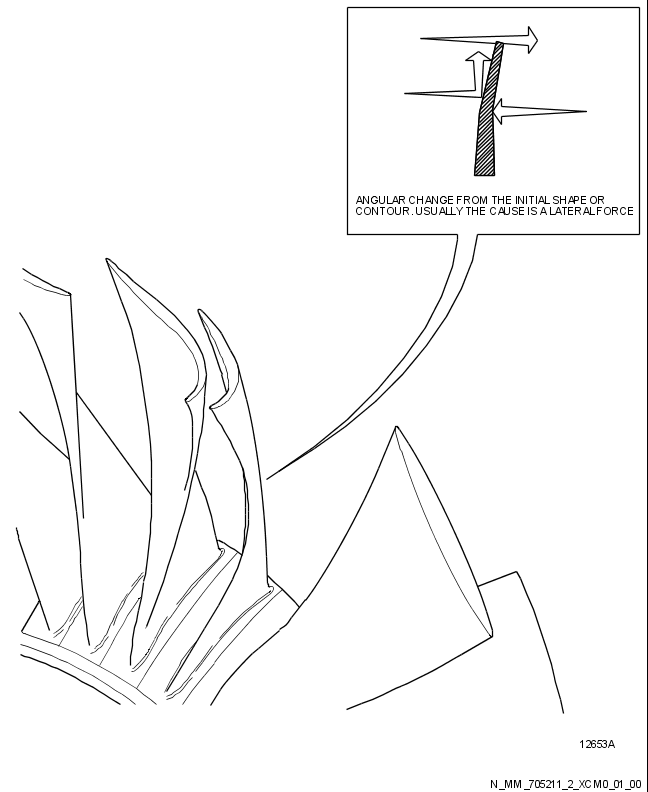 ANGULAR CHANGE FROM THE INITIAL SHAPE OR
CONTOUR. USUALLY THE CAUSE IS A LATERAL FORCE
12653A
N_MM_705211_2_XCM0_01_00